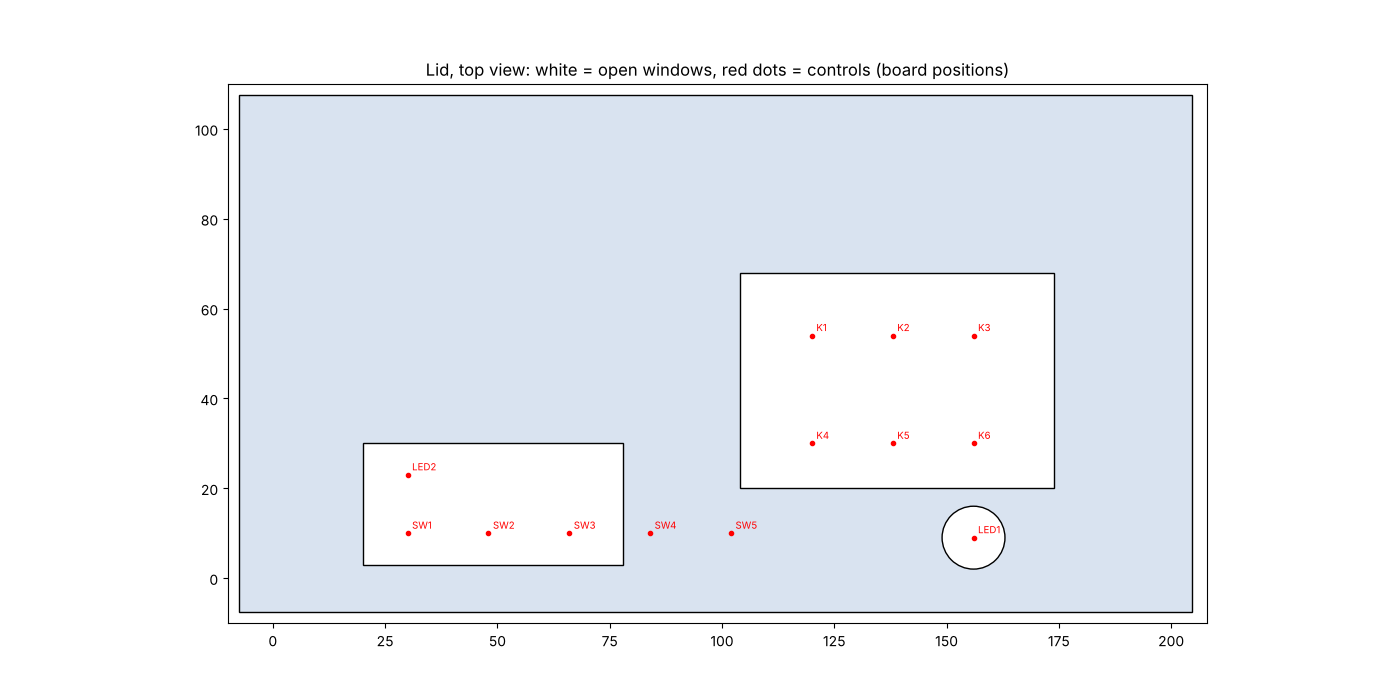 Lid, top view: white = open windows, red dots = controls (board positions)
100
80
60
40
20
0
K1 K2 K3
K4 K5 K6
LED2
SW1 SW2 SW3 SW4 SW5
LED1
0 25 50 75 100 125 150 175 200